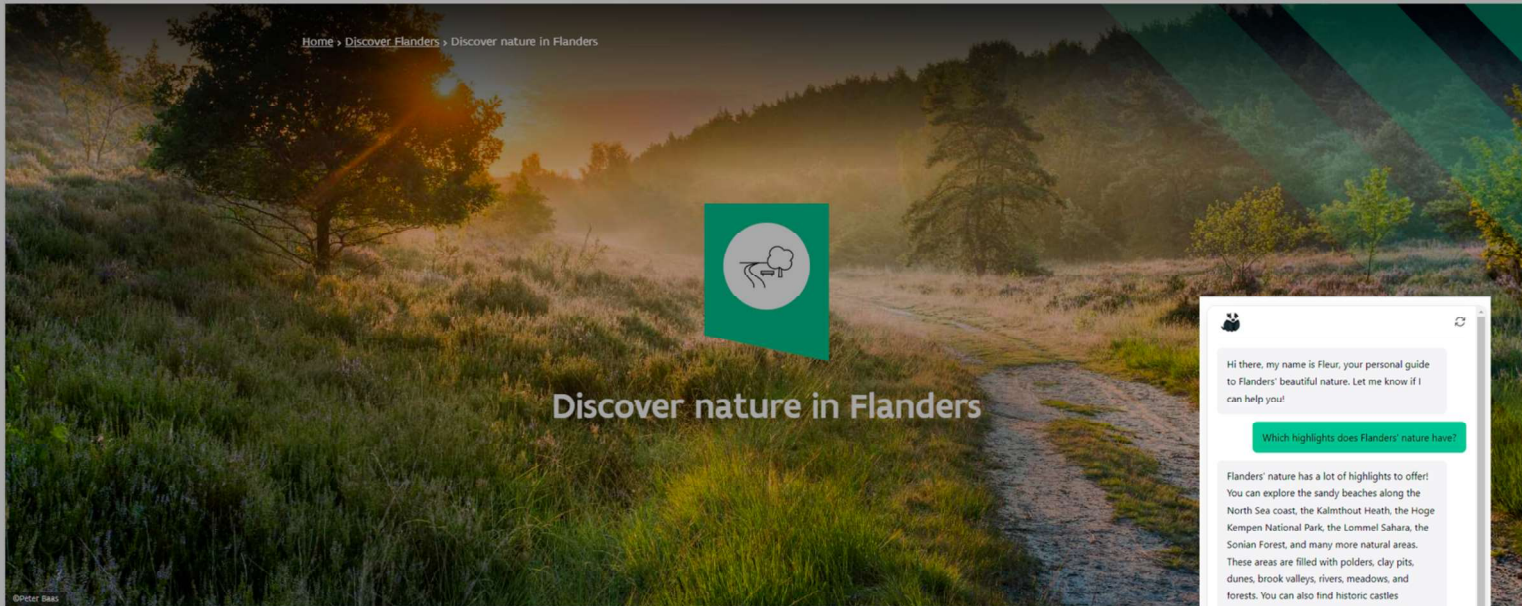 Home › Discover Flanders › Discover nature in Flanders
Discover nature in Flanders
©Peter Baas
Hi there, my name is Fleur, your personal guide
to Flanders' beautiful nature. Let me know if I
can help you!
Which highlights does Flanders' nature have?
Flanders' nature has a lot of highlights to offer!
You can explore the sandy beaches along the
North Sea coast, the Kalmthout Heath, the Hoge
Kempen National Park, the Lommel Sahara, the
Sonian Forest, and many more natural areas.
These areas are filled with polders, clay pits,
dunes, brook valleys, rivers, meadows, and
forests. You can also find historic castles